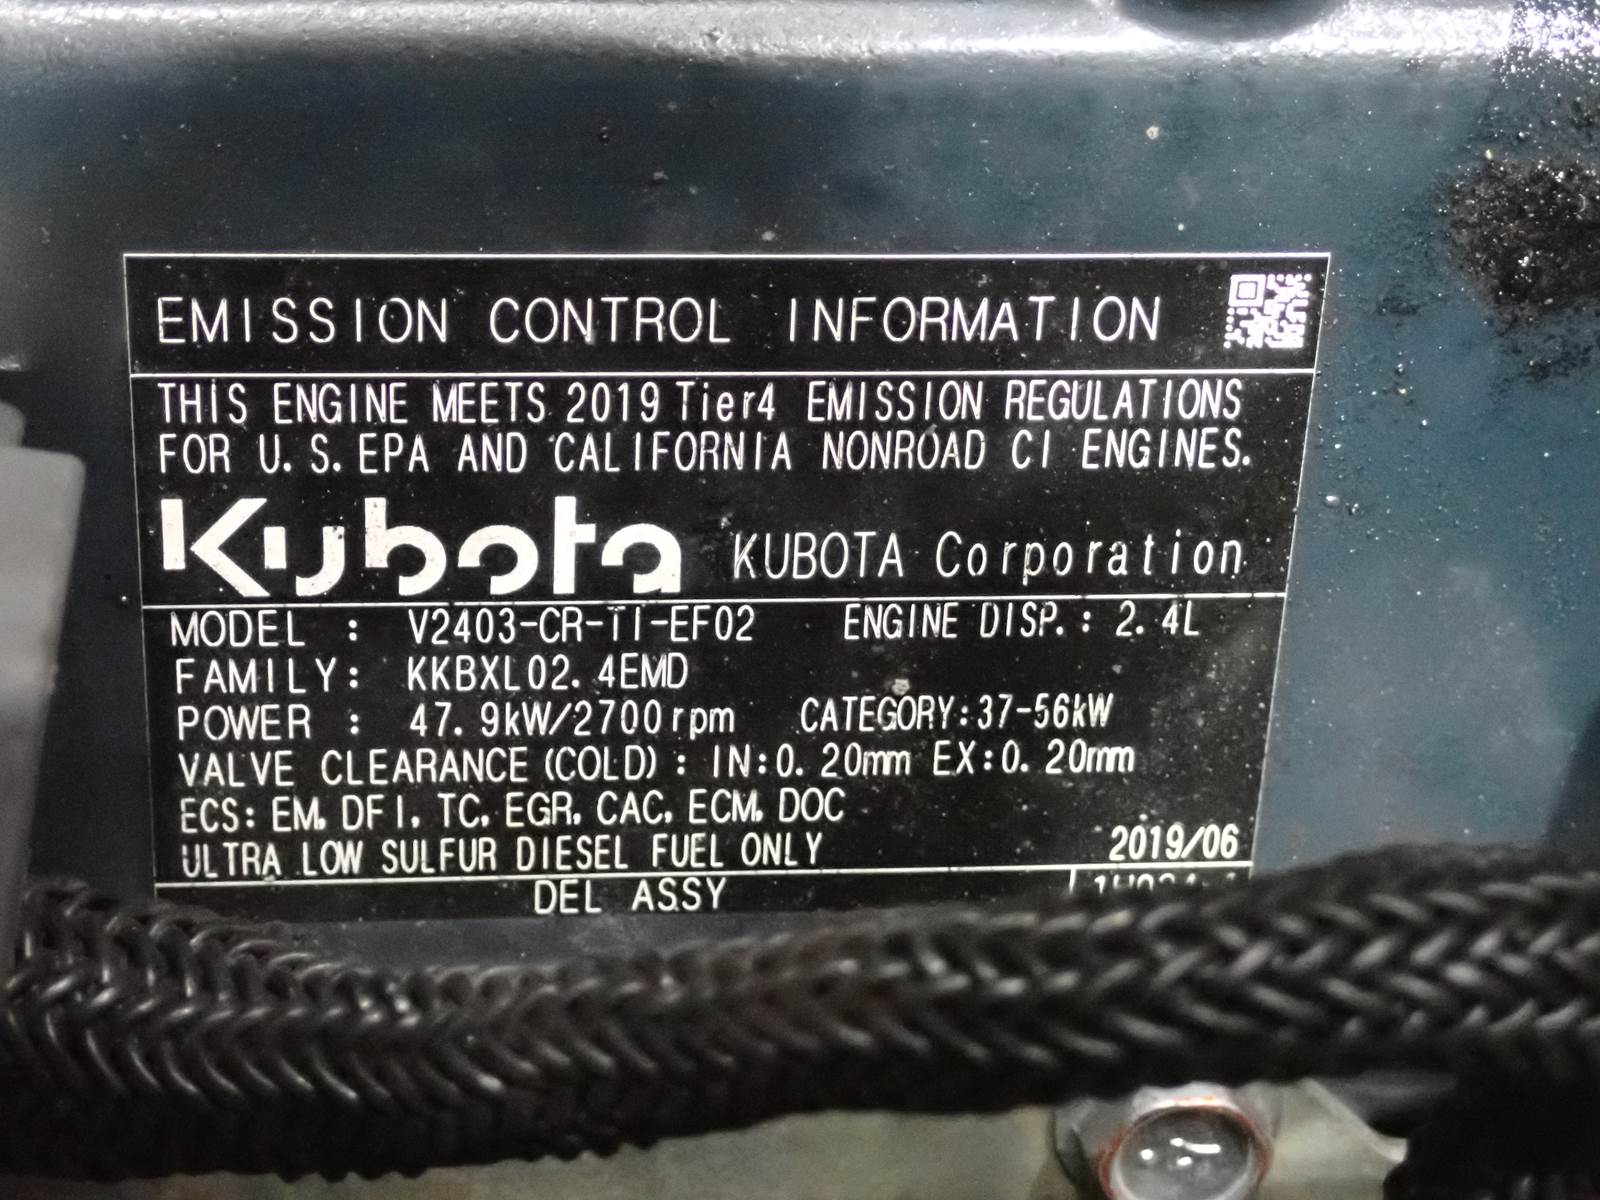 EMISSION CONTROL INFORMATION
THIS ENGINE MEETS 2019 Tier4 EMISSION REGULATIONS
FOR U.S.EPA AND CALIFORNIA NONROAD CI ENGINES.
Kubota KUBOTA Corporation
MODEL : V2403-CR-TI-EF02 ENGINE DISP.: 2.4L
FAMILY: KKBXL02.4EMD
POWER : 47.9kW/2700rpm CATEGORY:37-56kW
VALVE CLEARANCE (COLD) : IN:0.20mm EX:0.20mm
ECS: EM, DFI, TC, EGR, CAC, ECM, DOC
ULTRA LOW SULFUR DIESEL FUEL ONLY 2019/06
DEL ASSY